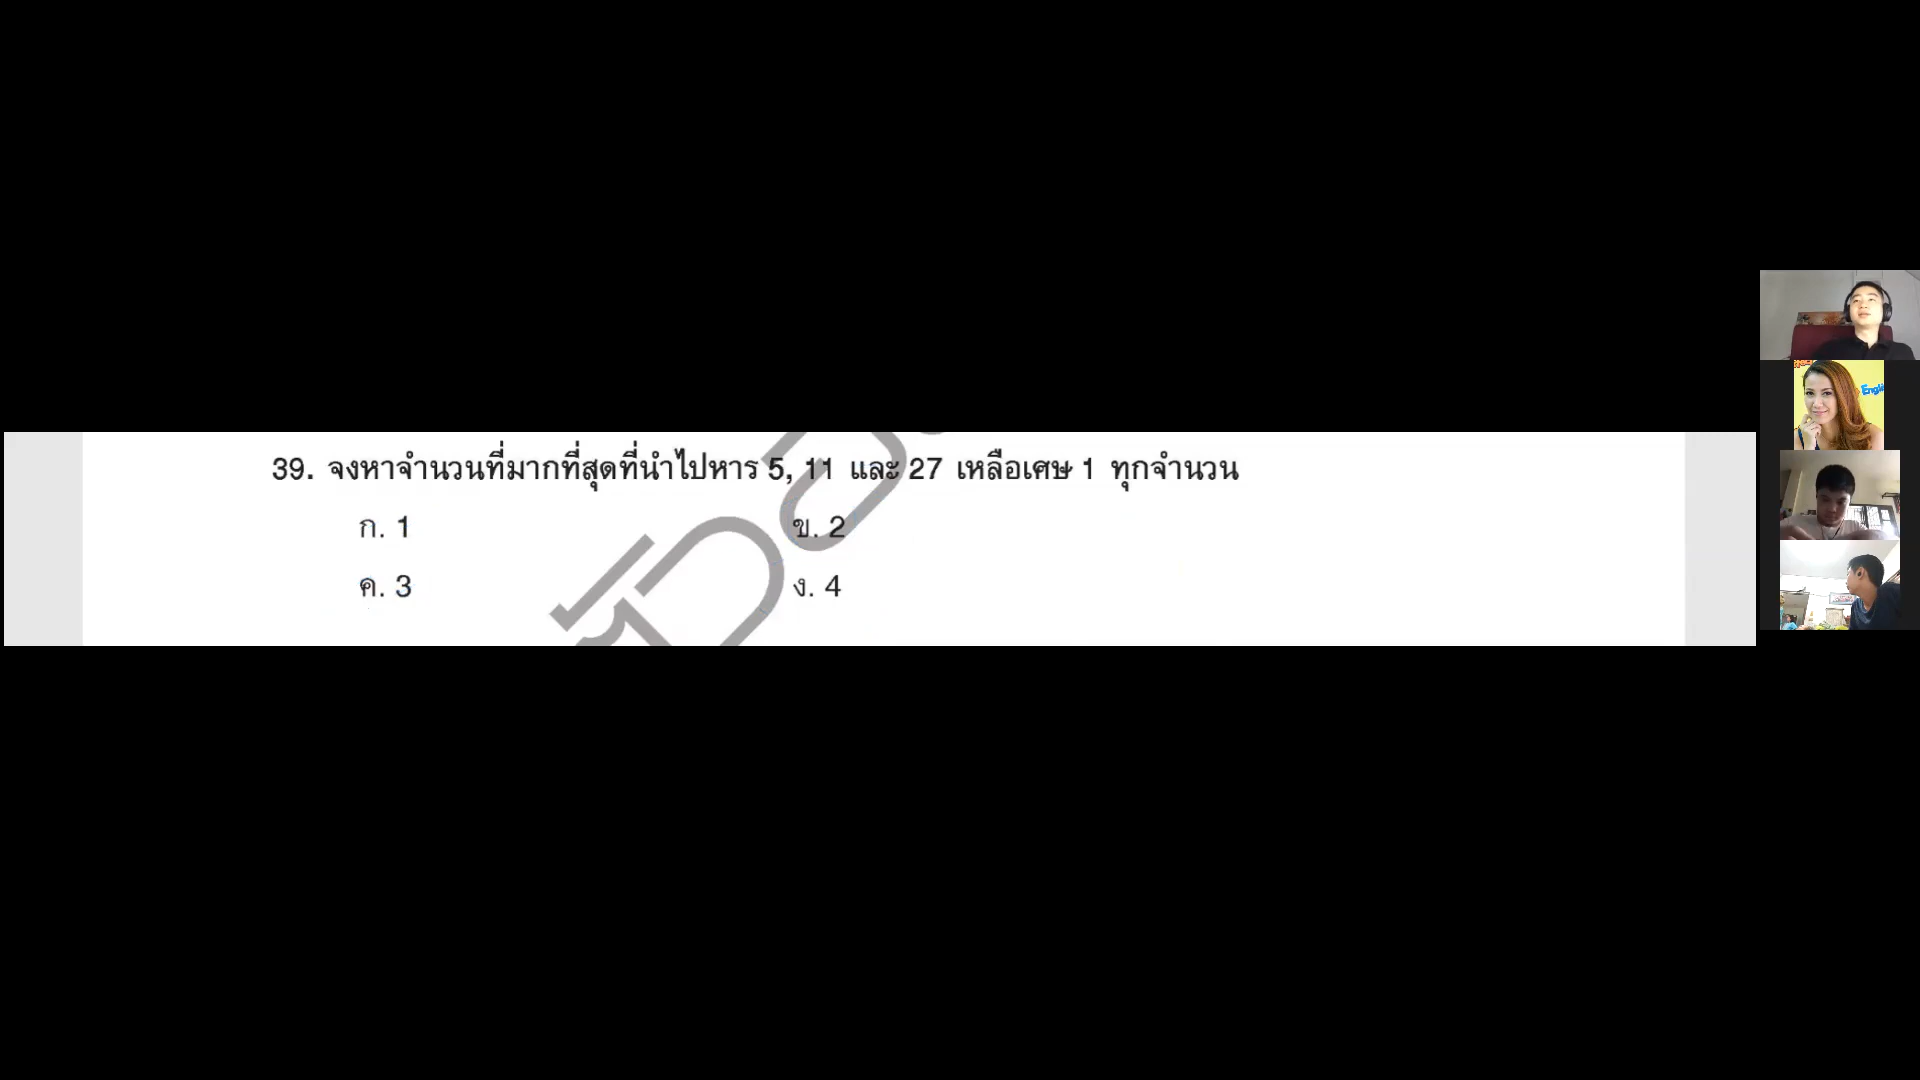 39. จงหาจำนวนที่มากที่สุดที่นำไปหาร 5, 11 และ 27 เหลือเศษ 1 ทุกจำนวน
ก. 1 ข. 2
ค. 3 ง. 4